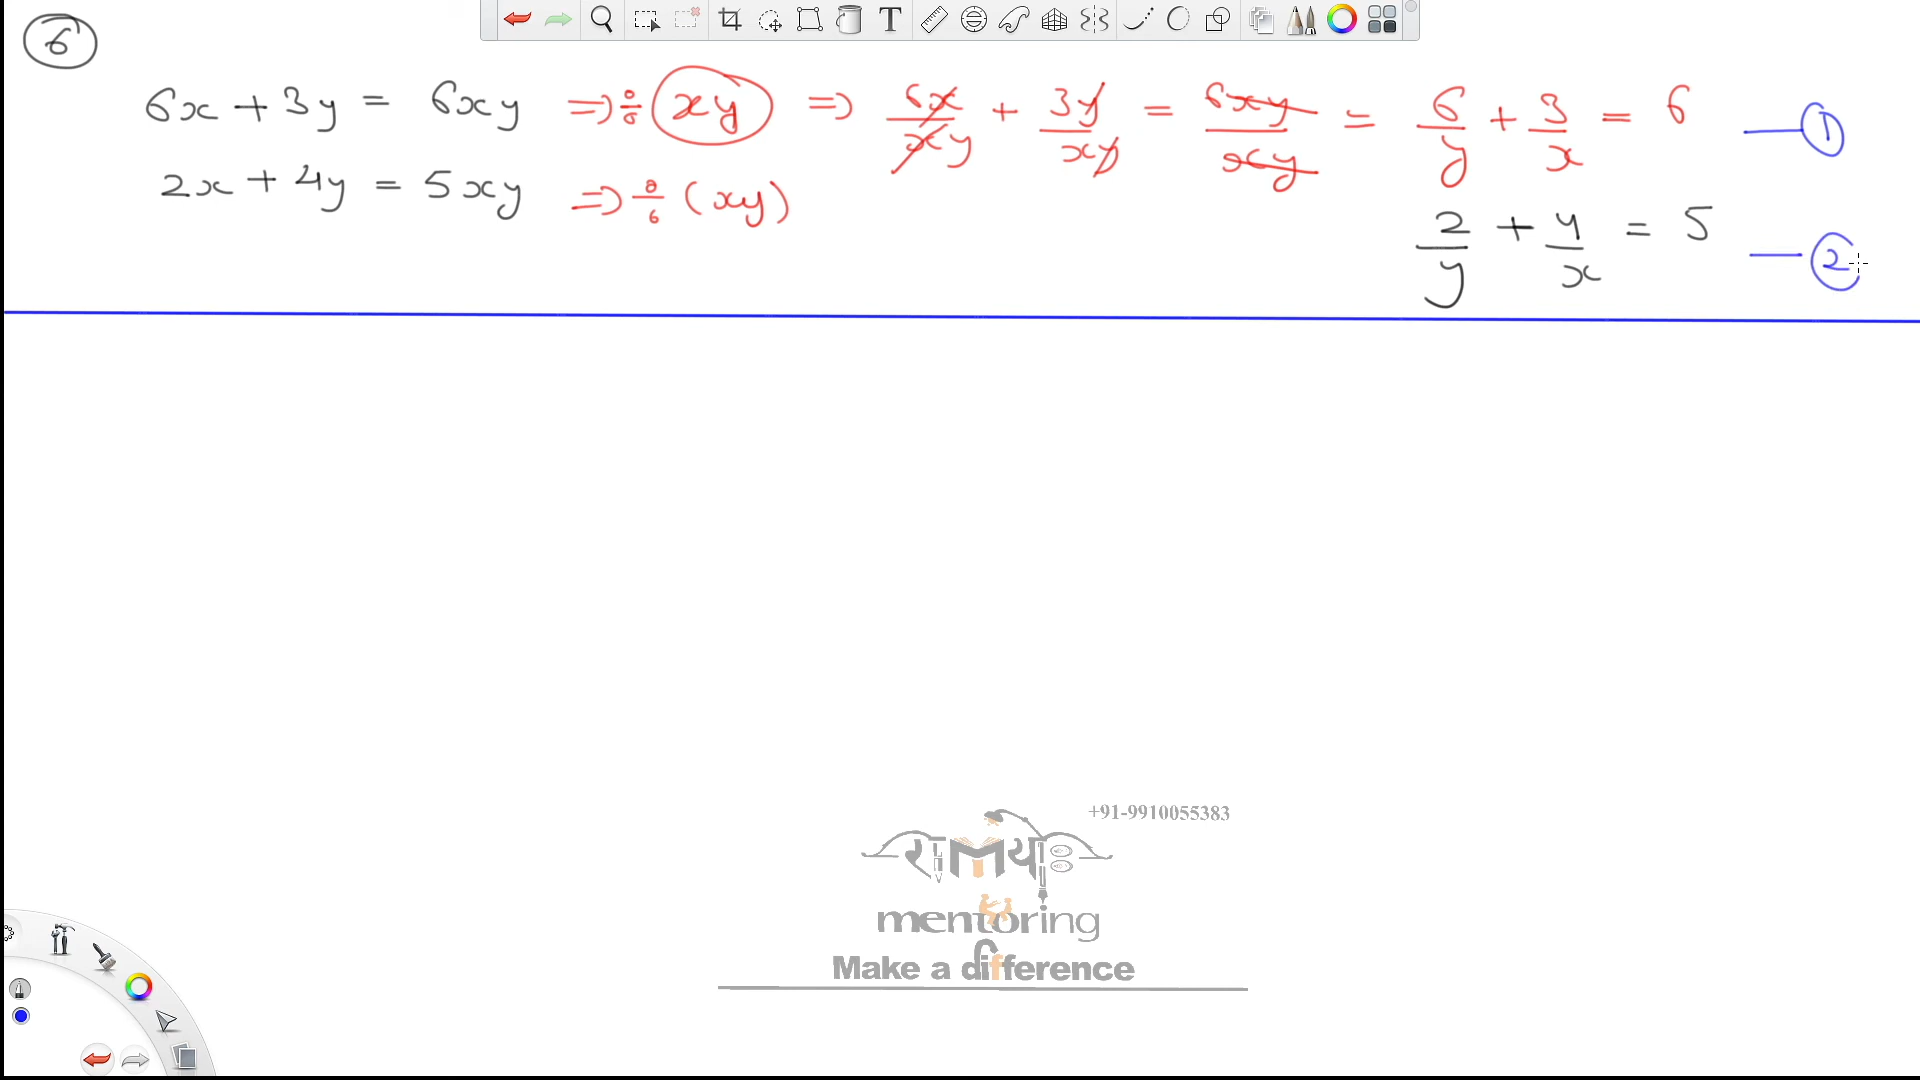 6
6x + 3y = 6xy ⇒ ÷ (xy) ⇒ 6x/xy + 3y/xy = 6xy/xy = 6/y + 3/x = 6 — 1
2x + 4y = 5xy ⇒ ÷ (xy)
2/y + 4/x = 5 — 2
+91-9910055383
रामया
mentoring
Make a difference